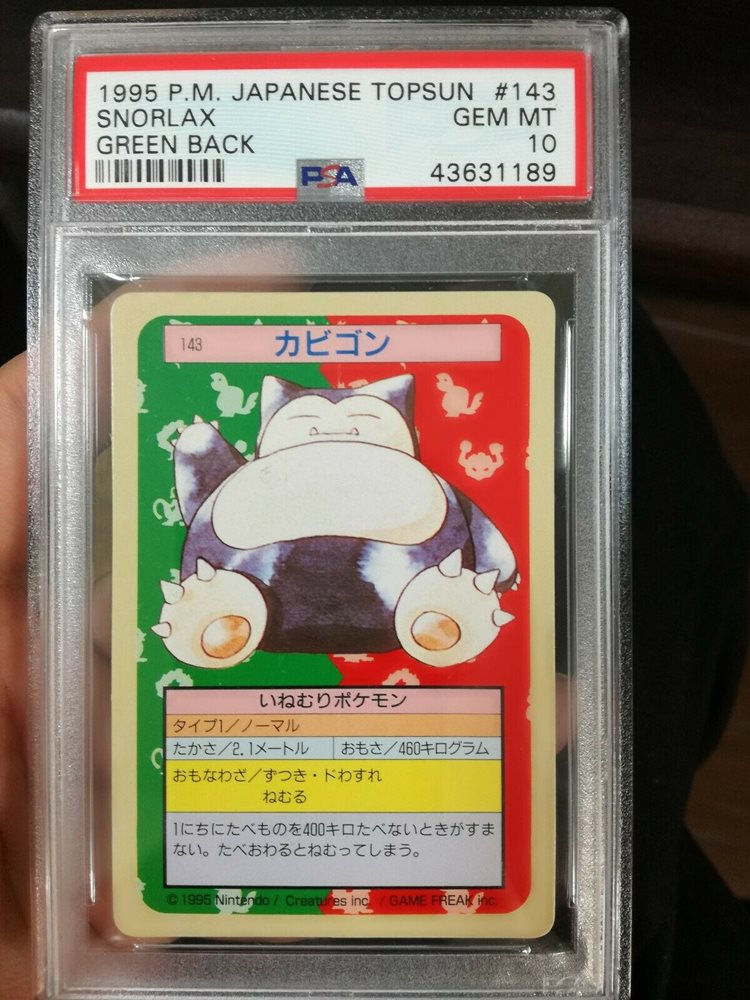 1995 P.M. JAPANESE TOPSUN #143
SNORLAX GEM MT
GREEN BACK 10
PSA 43631189
143 カビゴン
いねむりポケモン
タイプ1/ノーマル
たかさ/2.1メートル おもさ/460キログラム
おもなわざ/ずつき・ドわすれ
ねむる
1にちにたべものを400キロたべないときがすま
ない。たべおわるとねむってしまう。
©1995 Nintendo / Creatures inc. / GAME FREAK inc.